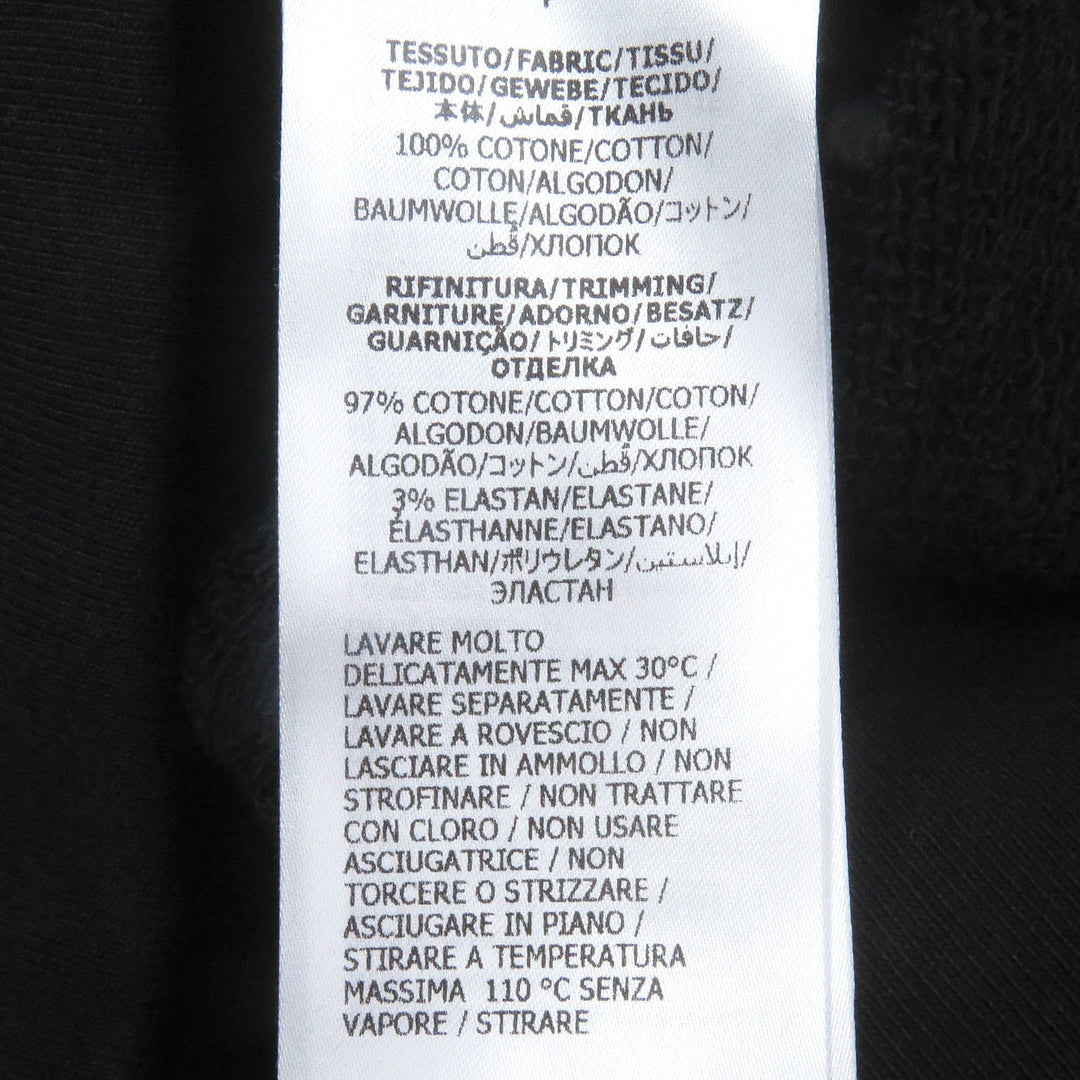 TESSUTO/FABRIC/TISSU/
TEJIDO/GEWEBE/TECIDO/
本体/قماش/ТКАНЬ
100% COTONE/COTTON/
COTON/ALGODON/
BAUMWOLLE/ALGODÃO/コットン/
قُطن/ХЛОПОК
RIFINITURA/TRIMMING/
GARNITURE/ADORNO/BESATZ/
GUARNIÇÃO/トリミング/حافات/
ОТДЕЛКА
97% COTONE/COTTON/COTON/
ALGODON/BAUMWOLLE/
ALGODÃO/コットン/قُطن/ХЛОПОК
3% ELASTAN/ELASTANE/
ÉLASTHANNE/ELASTANO/
ELASTHAN/ポリウレタン/إيلاستين/
ЭЛАСТАН
LAVARE MOLTO
DELICATAMENTE MAX 30°C /
LAVARE SEPARATAMENTE /
LAVARE A ROVESCIO / NON
LASCIARE IN AMMOLLO / NON
STROFINARE / NON TRATTARE
CON CLORO / NON USARE
ASCIUGATRICE / NON
TORCERE O STRIZZARE /
ASCIUGARE IN PIANO /
STIRARE A TEMPERATURA
MASSIMA 110 °C SENZA
VAPORE / STIRARE